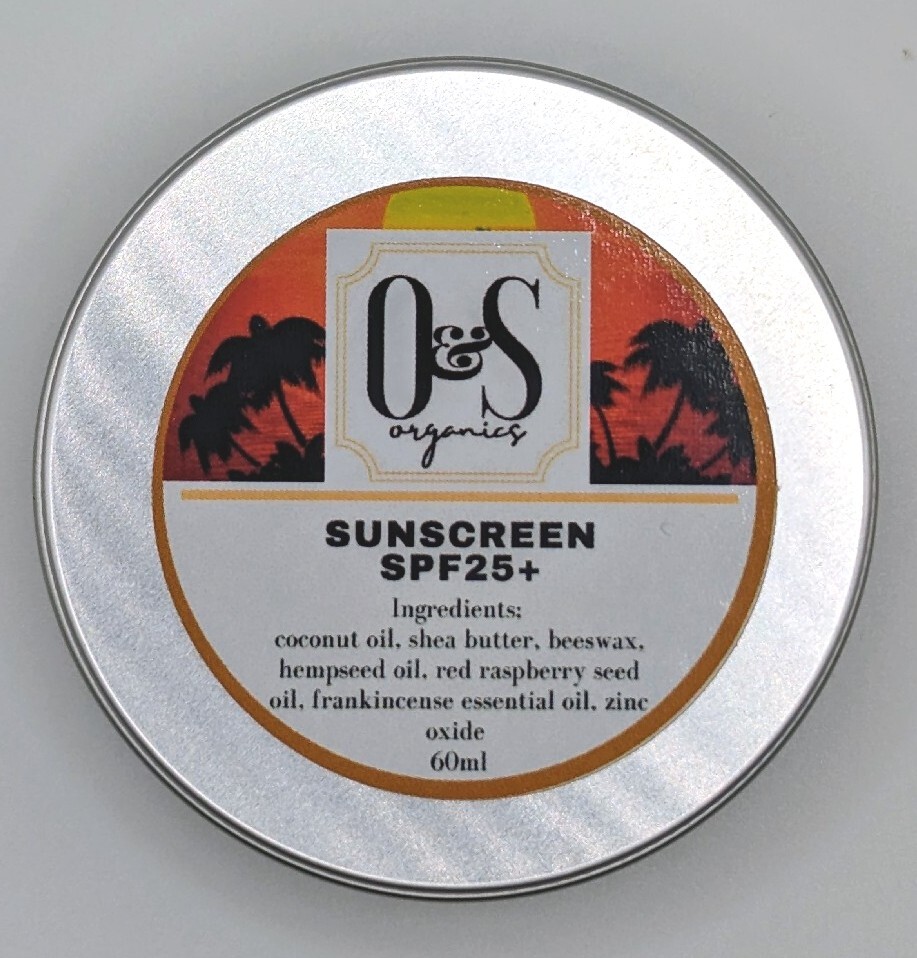 O&S
organics
SUNSCREEN
SPF25+
Ingredients:
coconut oil, shea butter, beeswax,
hempseed oil, red raspberry seed
oil, frankincense essential oil, zinc
oxide
60ml